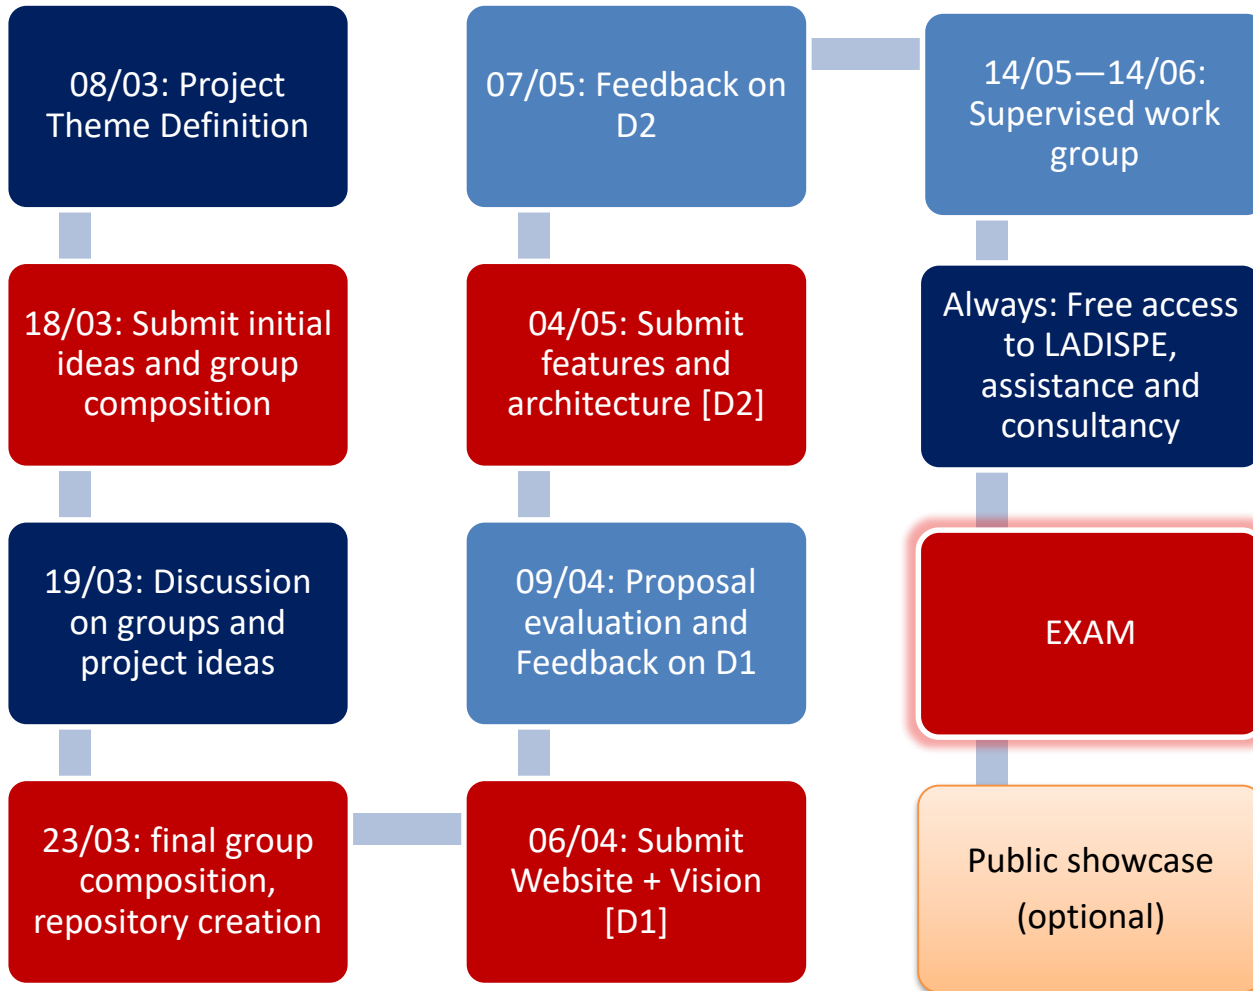 08/03: Project
Theme Definition
18/03: Submit initial
ideas and group
composition
19/03: Discussion
on groups and
project ideas
23/03: final group
composition,
repository creation
06/04: Submit
Website + Vision
[D1]
09/04: Proposal
evaluation and
Feedback on D1
04/05: Submit
features and
architecture [D2]
07/05: Feedback on
D2
14/05—14/06:
Supervised work
group
Always: Free access
to LADISPE,
assistance and
consultancy
EXAM
Public showcase
(optional)